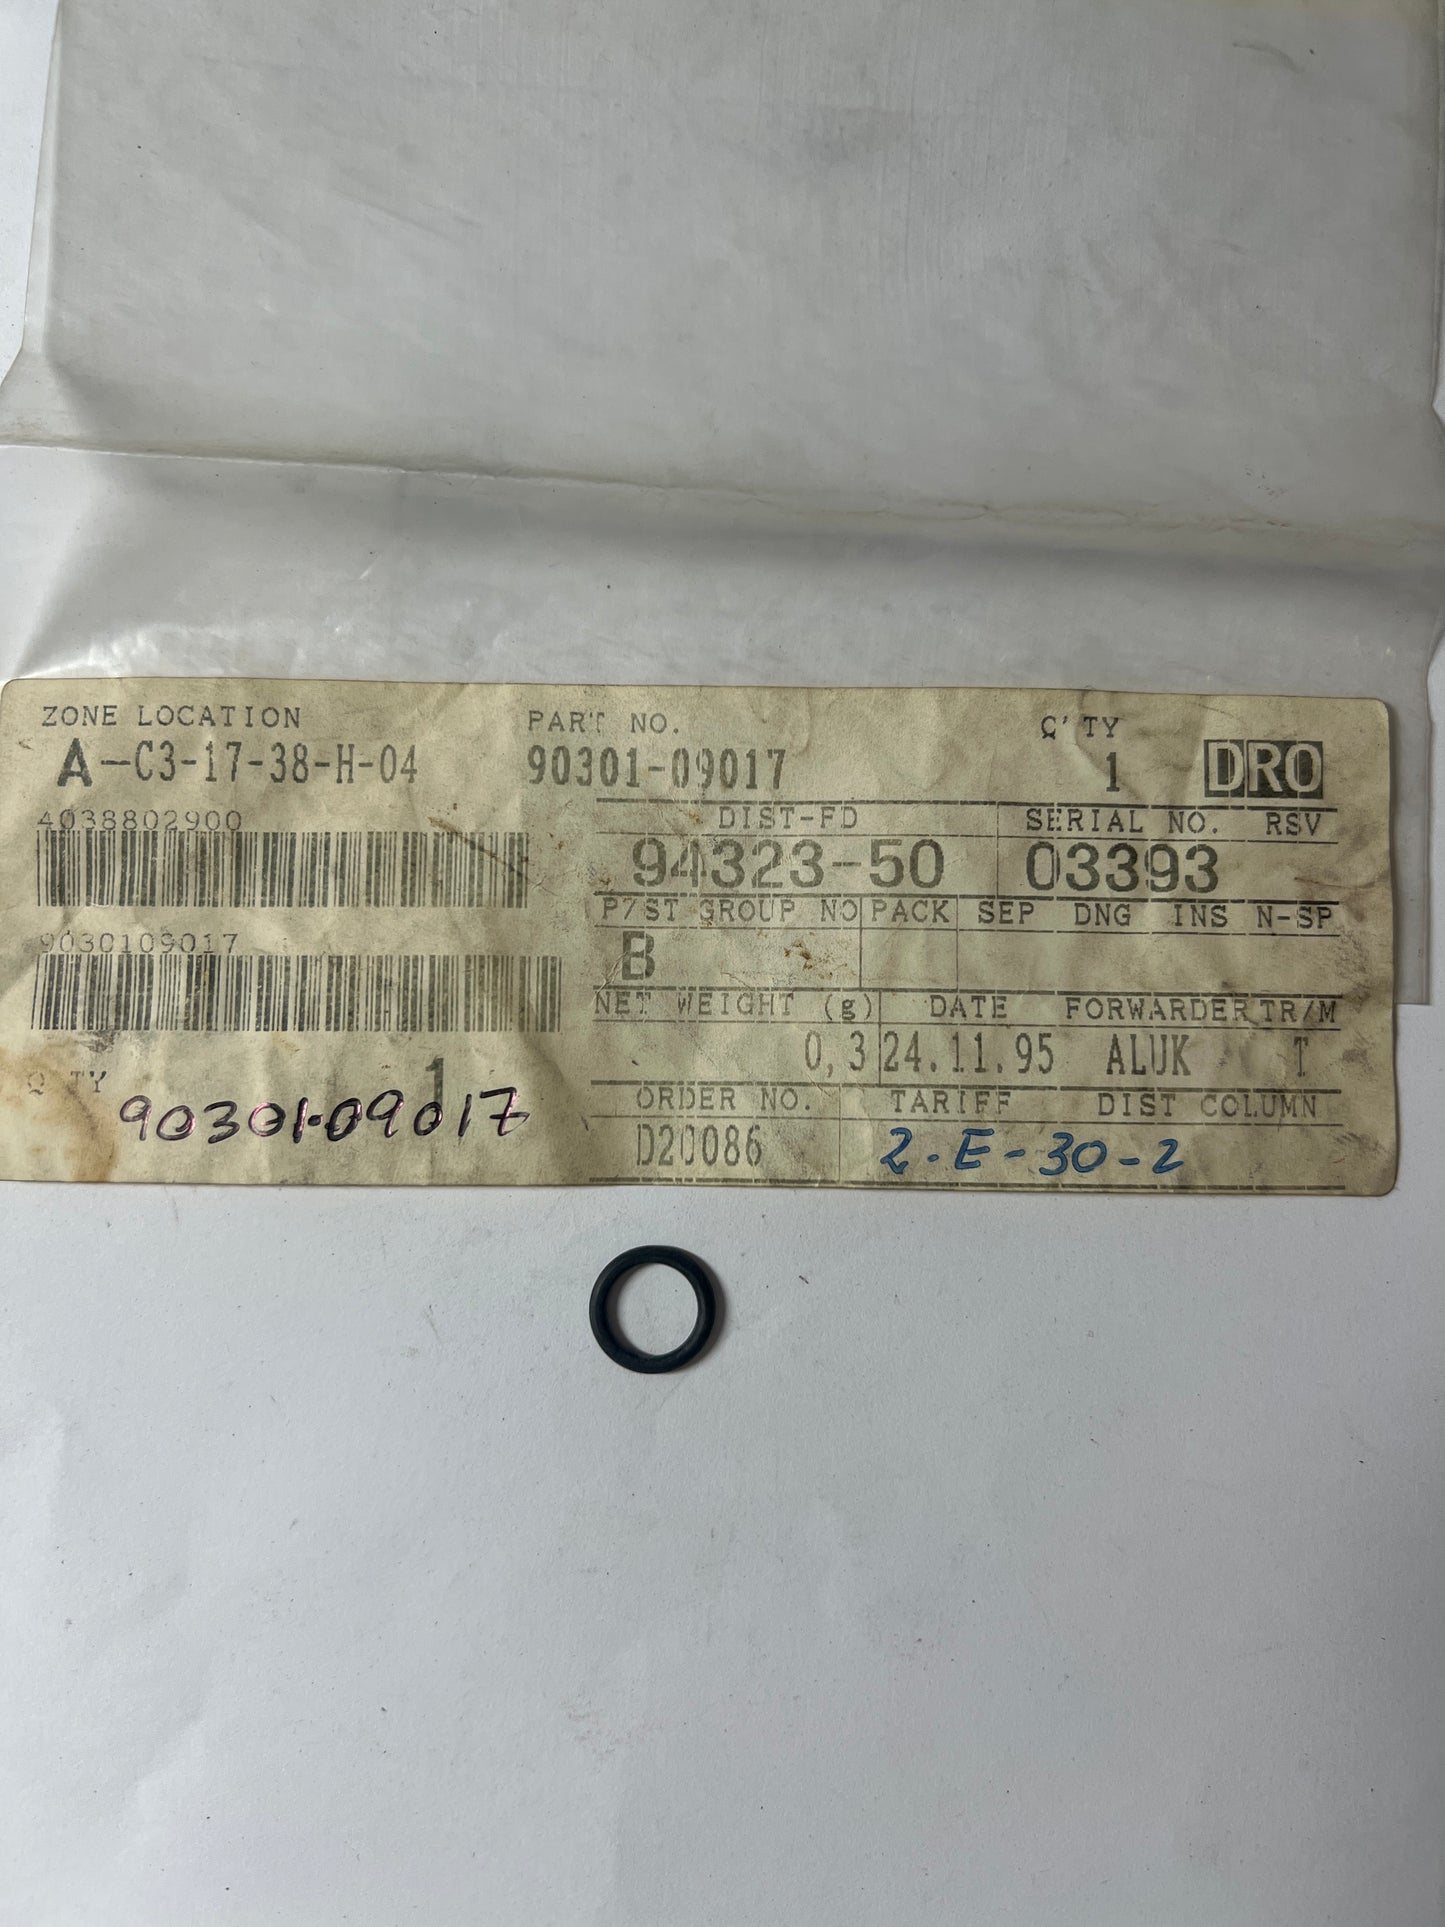 ZONE LOCATION PART NO. Q'TY
A-C3-17-38-H-04 90301-09017 1 DRO
4038802900 DIST-FD SERIAL NO. RSV
94323-50 03393
P/ST GROUP NO PACK SEP DNG INS N-SP
9030109017 B
NET WEIGHT (g) DATE FORWARDER TR/M
0,3 24.11.95 ALUK T
Q'TY 1 ORDER NO. TARIFF DIST COLUMN
90301-09017 D20086 2-E-30-2